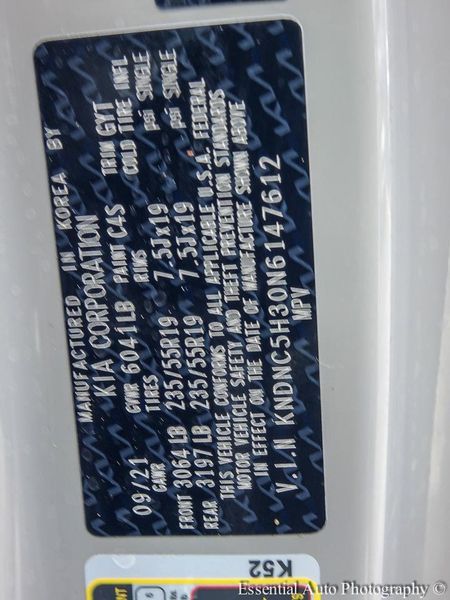 MANUFACTURED IN KOREA BY
KIA CORPORATION
09/21 GVWR 6041LB PAINT C4S TRIM GYT
GAWR TIRES RIMS COLD TIRE INFL
FRONT 3064LB 235/55R19 7.5Jx19 psi SINGLE
REAR 3197LB 235/55R19 7.5Jx19 psi SINGLE
THIS VEHICLE CONFORMS TO ALL APPLICABLE U.S.A. FEDERAL
MOTOR VEHICLE SAFETY AND THEFT PREVENTION STANDARDS
IN EFFECT ON THE DATE OF MANUFACTURE SHOWN ABOVE
V.I.N KNDNC5H30N6147612
MPV
K52
Essential Auto Photography (c)